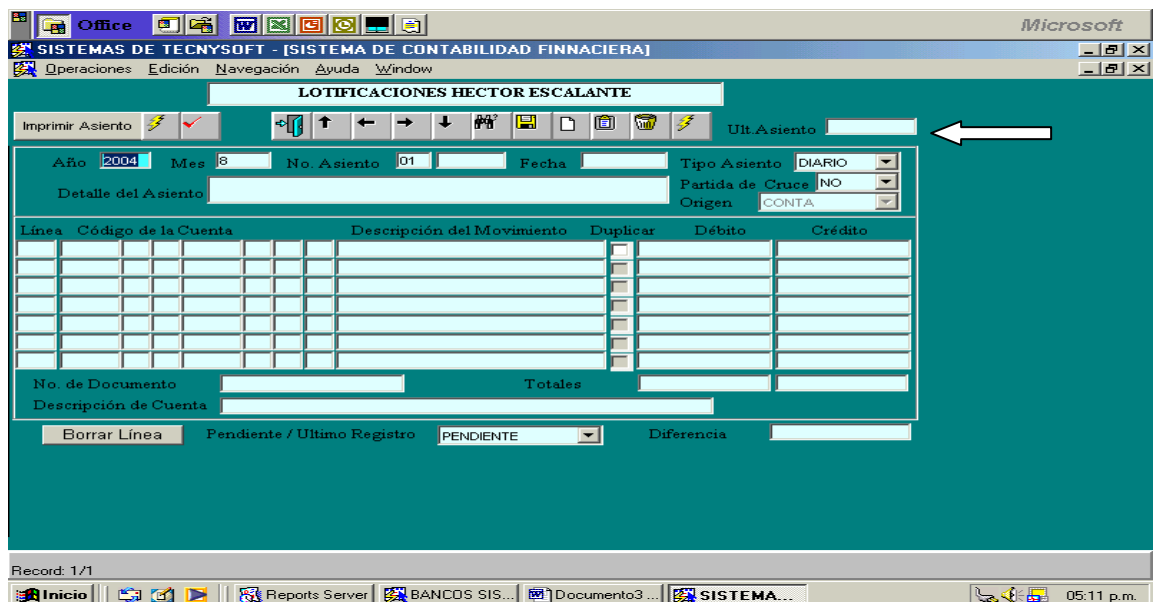 Office Microsoft
SISTEMAS DE TECNYSOFT - [SISTEMA DE CONTABILIDAD FINNACIERA]
Operaciones Edición Navegación Ayuda Window
LOTIFICACIONES HECTOR ESCALANTE
Imprimir Asiento Ult.Asiento
Año 2004 Mes 8 No. Asiento 01 Fecha Tipo Asiento DIARIO
Partida de Cruce NO
Detalle del Asiento
Origen CONTA
Línea Código de la Cuenta Descripción del Movimiento Duplicar Débito Crédito
No. de Documento Totales
Descripción de Cuenta
Borrar Línea Pendiente / Ultimo Registro PENDIENTE Diferencia
Record: 1/1
Inicio Reports Server BANCOS SIS... Documento3 ... SISTEMA... 05:11 p.m.